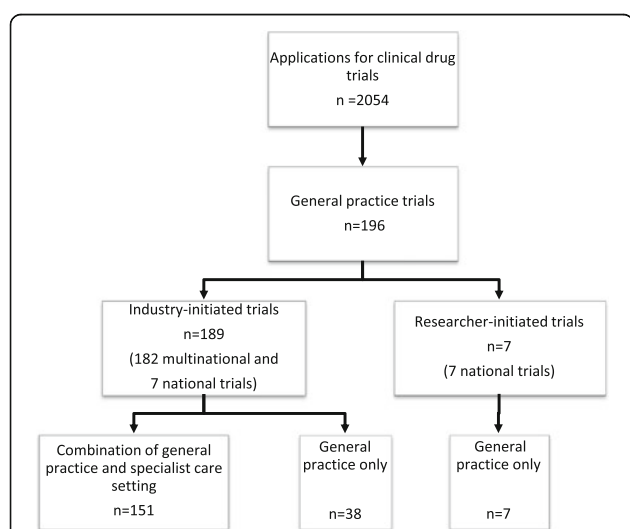 Applications for clinical drug
trials
n =2054
General practice trials
n=196
Industry-initiated trials
n=189
(182 multinational and
7 national trials)
Researcher-initiated trials
n=7
(7 national trials)
Combination of general
practice and specialist care
setting
n=151
General
practice only
n=38
General
practice only
n=7